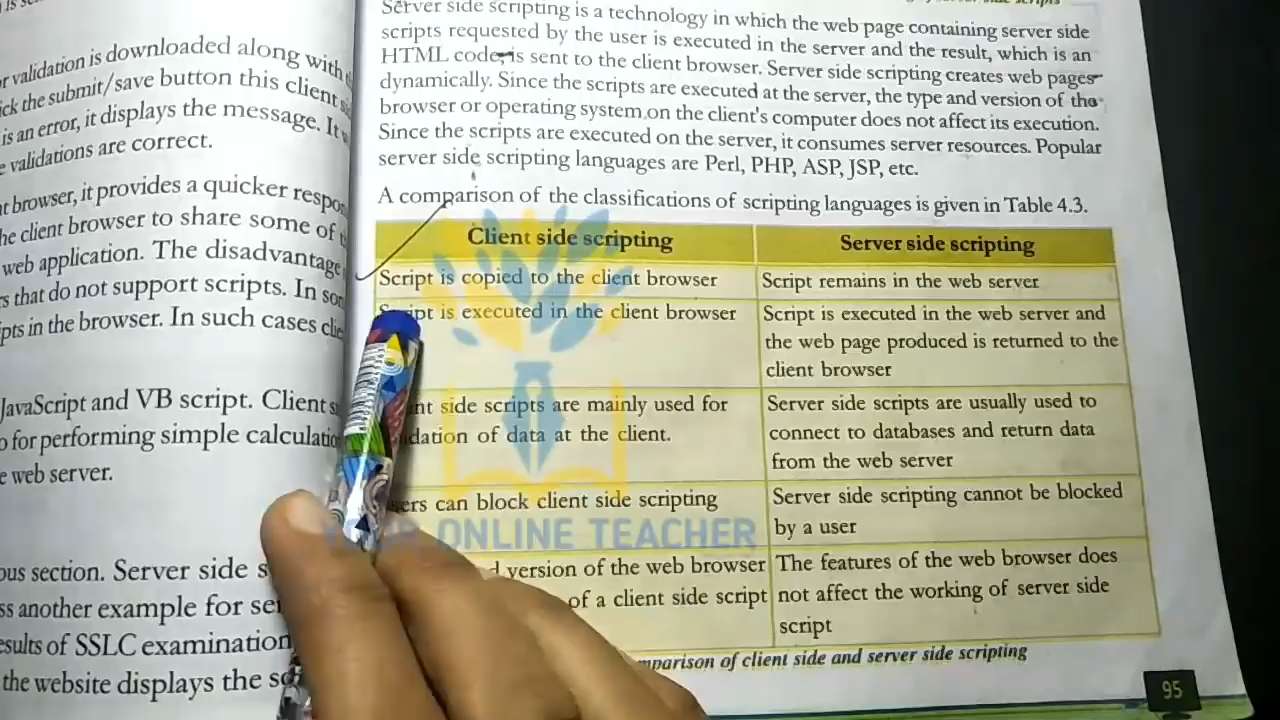 r validation is downloaded along with
ick the submit/save button this client
is an error, it displays the message. It
e validations are correct.
t browser, it provides a quicker respon
he client browser to share some of
web application. The disadvantage
s that do not support scripts. In som
pts in the browser. In such cases clie
JavaScript and VB script. Client
o for performing simple calculatio
e web server.
ous section. Server side s
ss another example for ser
esults of SSLC examination
the website displays the sc
Server side scripting is a technology in which the web page containing server side
scripts requested by the user is executed in the server and the result, which is an
HTML code, is sent to the client browser. Server side scripting creates web pages
dynamically. Since the scripts are executed at the server, the type and version of the
browser or operating system on the client's computer does not affect its execution.
Since the scripts are executed on the server, it consumes server resources. Popular
server side scripting languages are Perl, PHP, ASP, JSP, etc.
A comparison of the classifications of scripting languages is given in Table 4.3.
Client side scripting
Server side scripting
Script is copied to the client browser
Script remains in the web server
Script is executed in the client browser
Script is executed in the web server and
the web page produced is returned to the
client browser
nt side scripts are mainly used for
dation of data at the client.
Server side scripts are usually used to
connect to databases and return data
from the web server
sers can block client side scripting
Server side scripting cannot be blocked
by a user
d version of the web browser
of a client side script
The features of the web browser does
not affect the working of server side
script
mparison of client side and server side scripting
YOUR ONLINE TEACHER
95